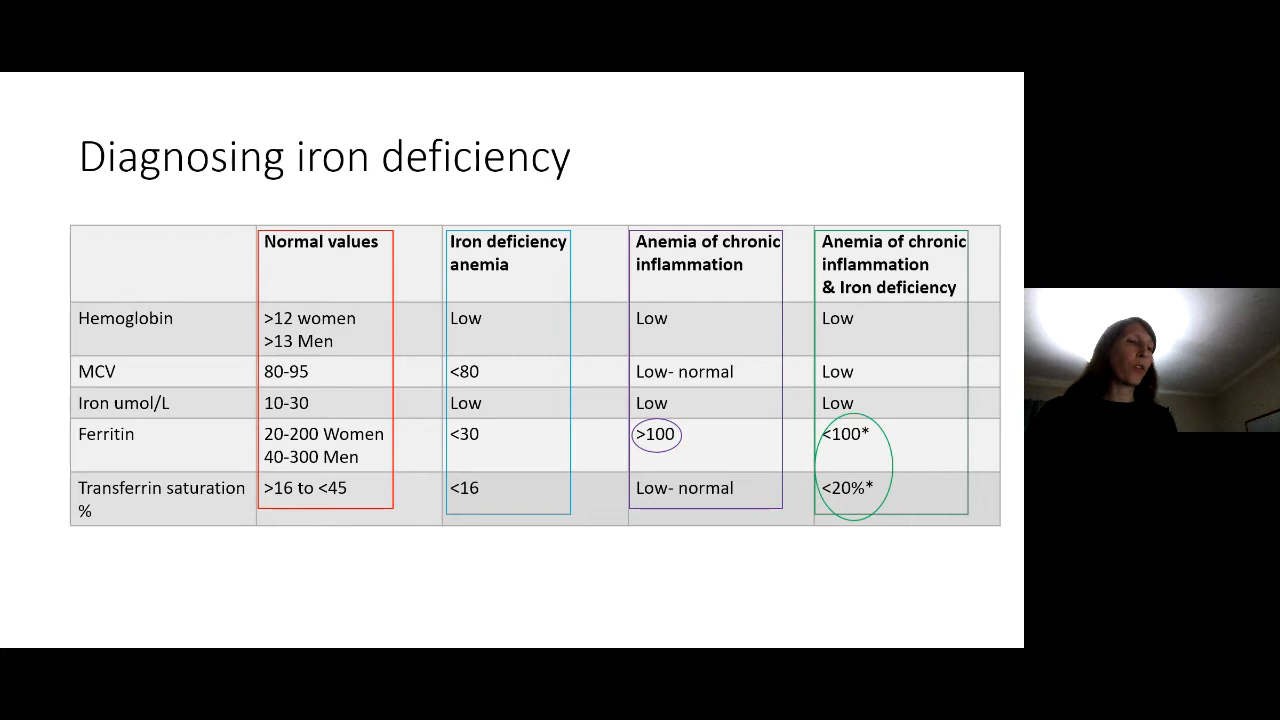 Diagnosing iron deficiency
Normal values
Iron deficiency
anemia
Anemia of chronic
inflammation
Anemia of chronic
inflammation
& Iron deficiency
Hemoglobin
>12 women
>13 Men
Low
Low
Low
MCV
80-95
<80
Low- normal
Low
Iron umol/L
10-30
Low
Low
Low
Ferritin
20-200 Women
40-300 Men
<30
>100
<100*
Transferrin saturation
%
>16 to <45
<16
Low- normal
<20%*